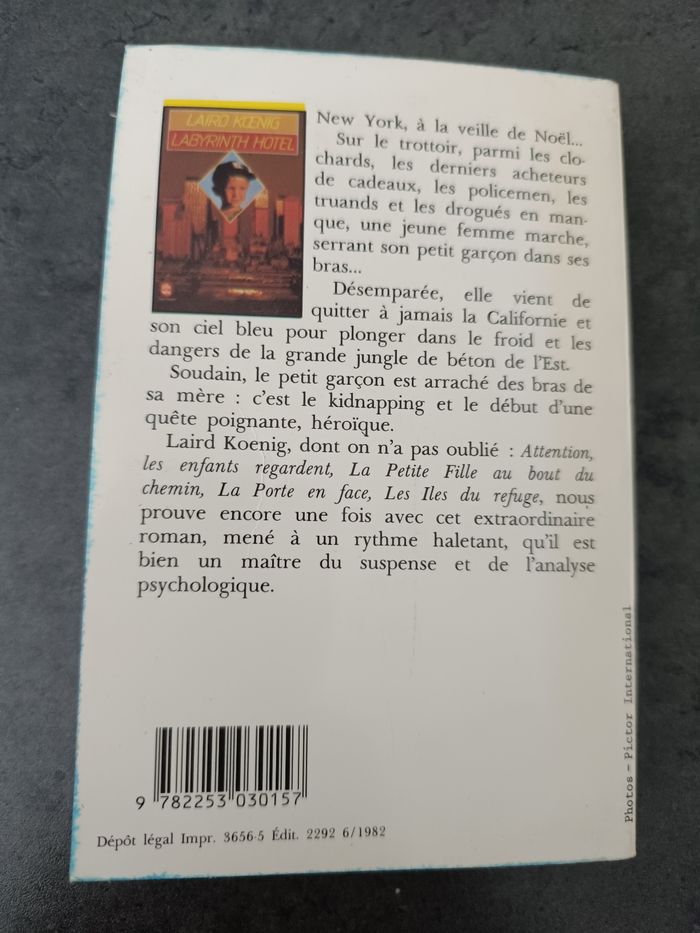 LAIRD KŒNIG
LABYRINTH HOTEL
New York, à la veille de Noël...
Sur le trottoir, parmi les clo-
chards, les derniers acheteurs
de cadeaux, les policemen, les
truands et les drogués en man-
que, une jeune femme marche,
serrant son petit garçon dans ses
bras...
Désemparée, elle vient de
quitter à jamais la Californie et
son ciel bleu pour plonger dans le froid et les
dangers de la grande jungle de béton de l'Est.
Soudain, le petit garçon est arraché des bras de
sa mère : c'est le kidnapping et le début d'une
quête poignante, héroïque.
Laird Koenig, dont on n'a pas oublié : Attention,
les enfants regardent, La Petite Fille au bout du
chemin, La Porte en face, Les Iles du refuge, nous
prouve encore une fois avec cet extraordinaire
roman, mené à un rythme haletant, qu'il est
bien un maître du suspense et de l'analyse
psychologique.
9 782253 030157
Dépôt légal Impr. 3656-5 Édit. 2292 6/1982
Photos - Pictor International